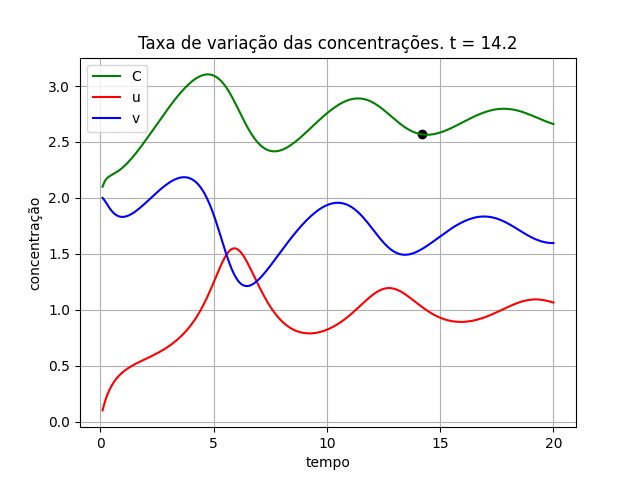 Taxa de variação das concentrações. t = 14.2
C
u
v
concentração
3.0
2.5
2.0
1.5
1.0
0.5
0.0
0
5
10
15
20
tempo